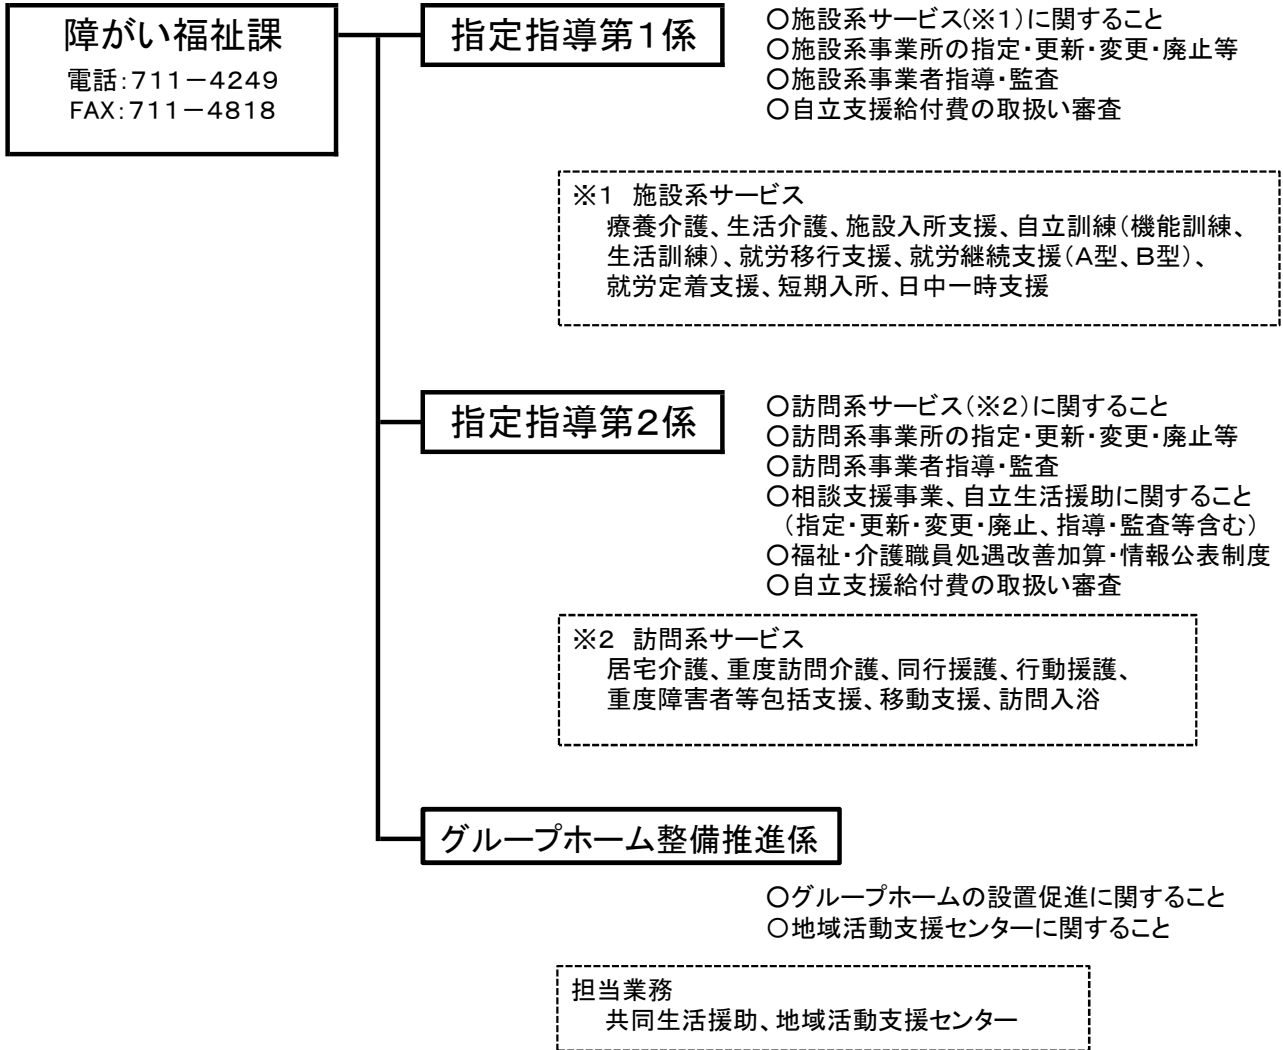 障がい福祉課
電話:711－4249
FAX:711－4818
指定指導第1係
○施設系サービス(※1)に関すること
○施設系事業所の指定・更新・変更・廃止等
○施設系事業者指導・監査
○自立支援給付費の取扱い審査
※1 施設系サービス
療養介護、生活介護、施設入所支援、自立訓練(機能訓練、
生活訓練)、就労移行支援、就労継続支援(A型、B型)、
就労定着支援、短期入所、日中一時支援
指定指導第2係
○訪問系サービス(※2)に関すること
○訪問系事業所の指定・更新・変更・廃止等
○訪問系事業者指導・監査
○相談支援事業、自立生活援助に関すること
(指定・更新・変更・廃止、指導・監査等含む)
○福祉・介護職員処遇改善加算・情報公表制度
○自立支援給付費の取扱い審査
※2 訪問系サービス
居宅介護、重度訪問介護、同行援護、行動援護、
重度障害者等包括支援、移動支援、訪問入浴
グループホーム整備推進係
○グループホームの設置促進に関すること
○地域活動支援センターに関すること
担当業務
共同生活援助、地域活動支援センター